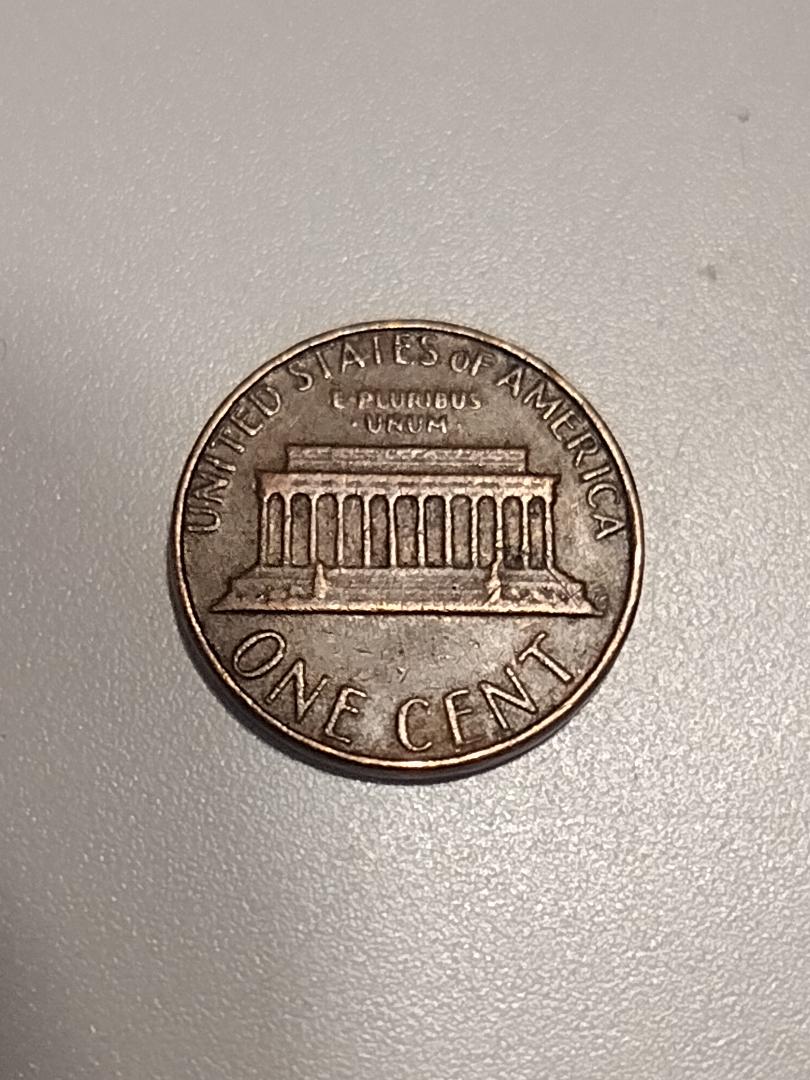 UNITED STATES OF AMERICA
E·PLURIBUS
·UNUM·
ONE CENT